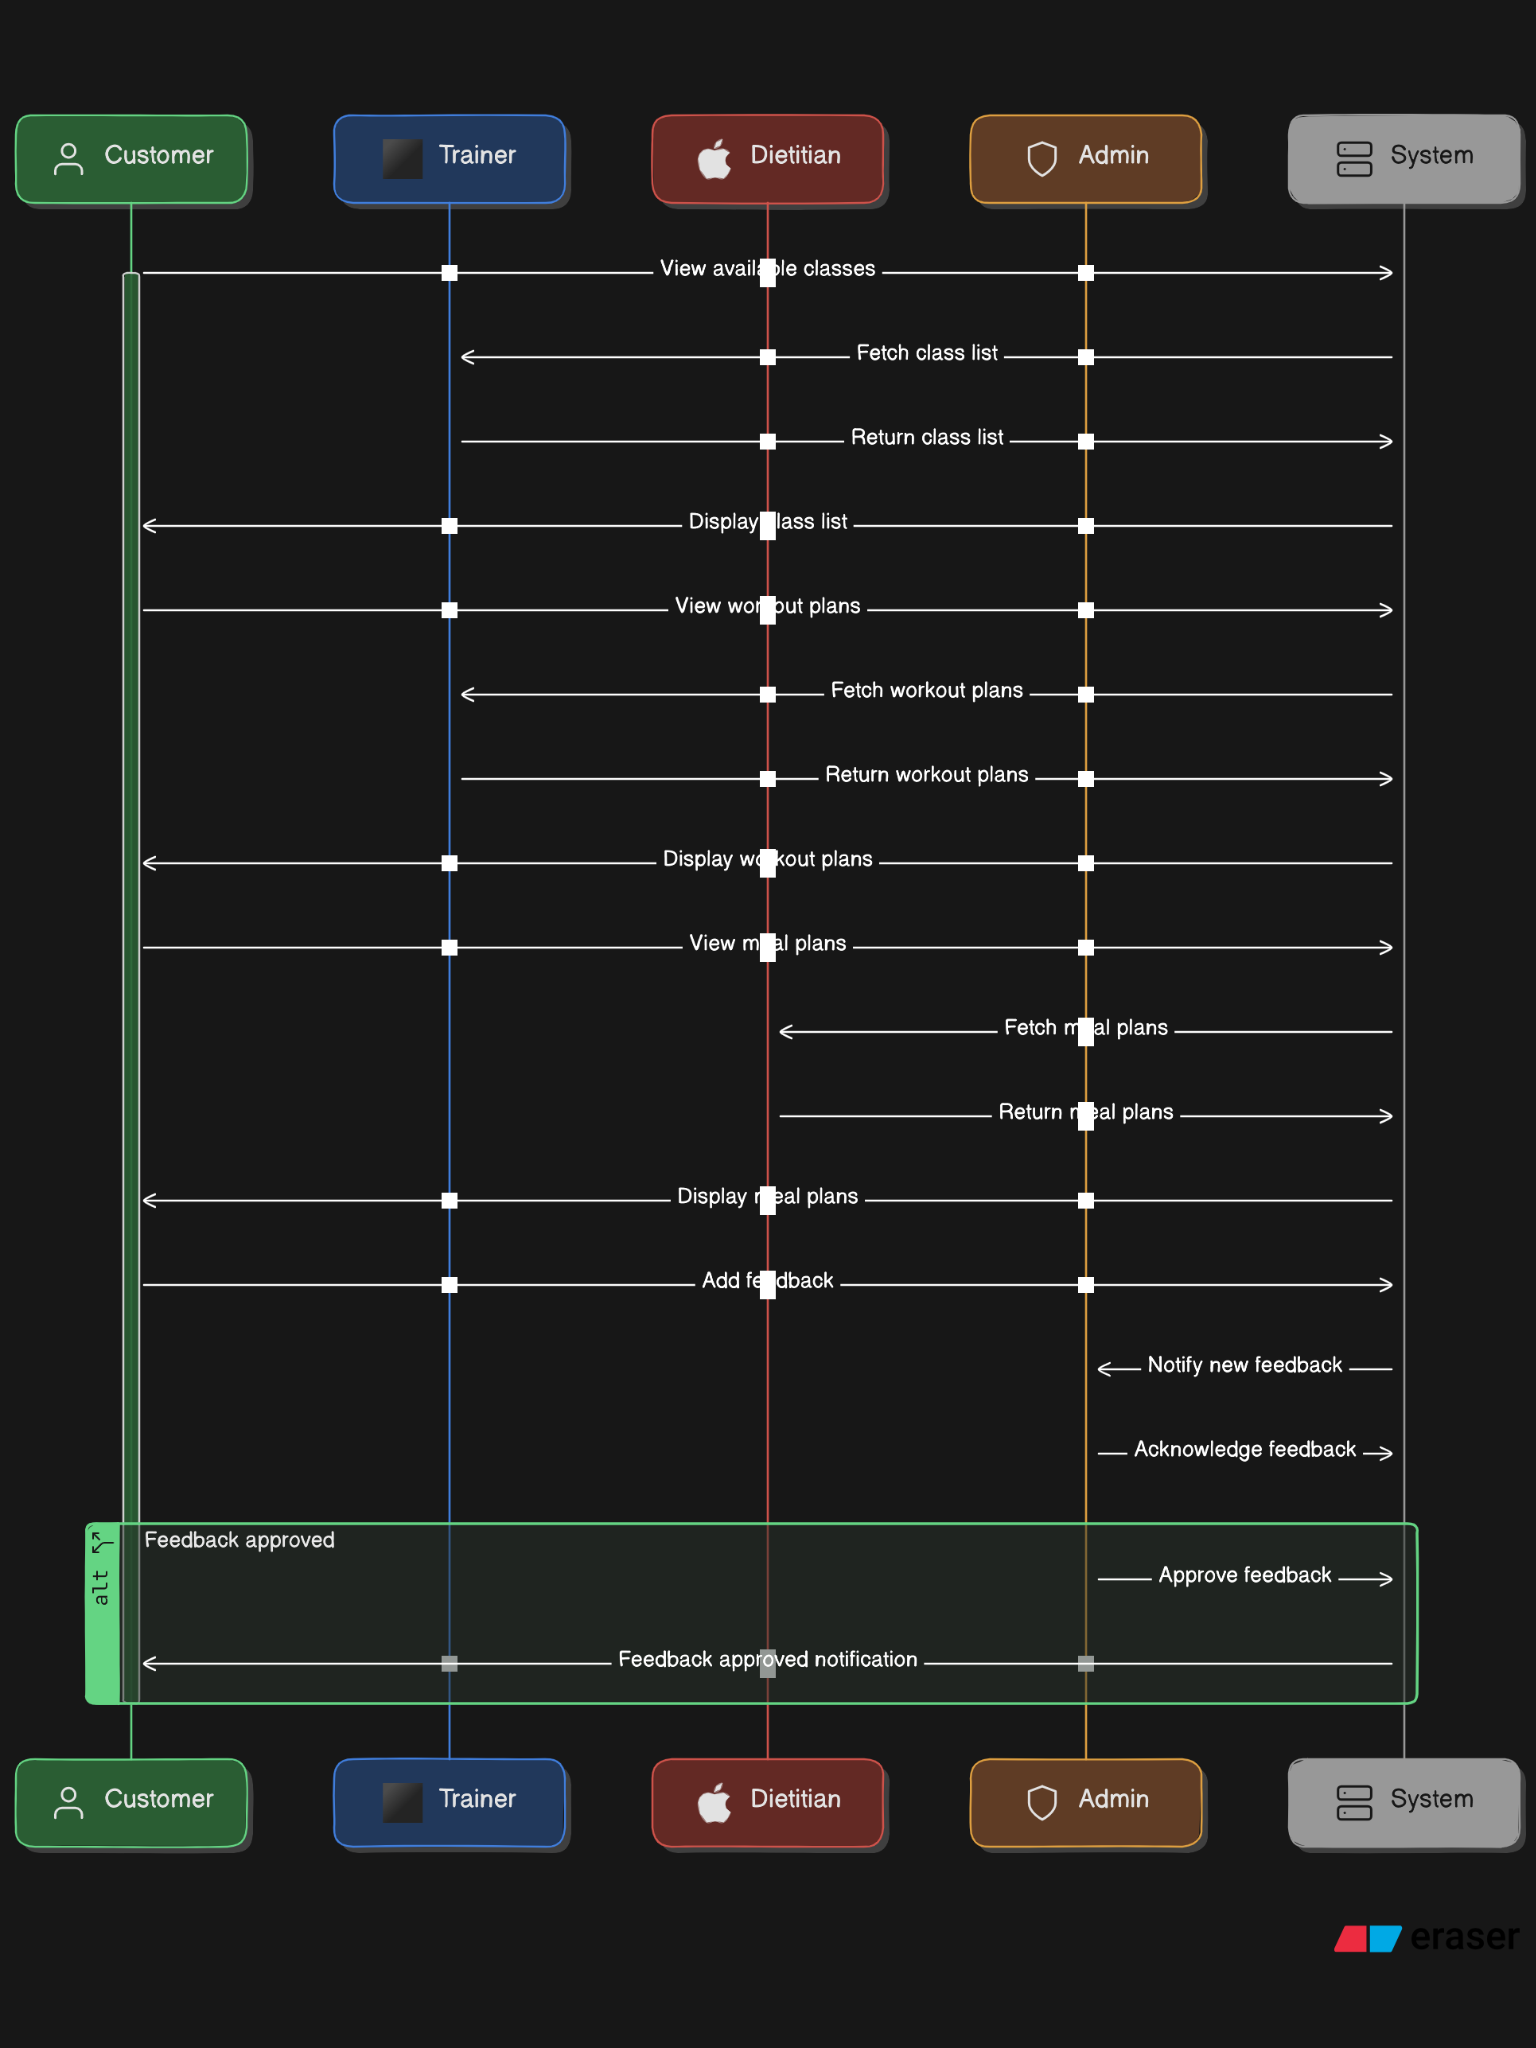 Customer
Trainer
Dietitian
Admin
System
View available classes
Fetch class list
Return class list
Display class list
View workout plans
Fetch workout plans
Return workout plans
Display workout plans
View meal plans
Fetch meal plans
Return meal plans
Display meal plans
Add feedback
Notify new feedback
Acknowledge feedback
alt
Feedback approved
Approve feedback
Feedback approved notification
Customer
Trainer
Dietitian
Admin
System
eraser